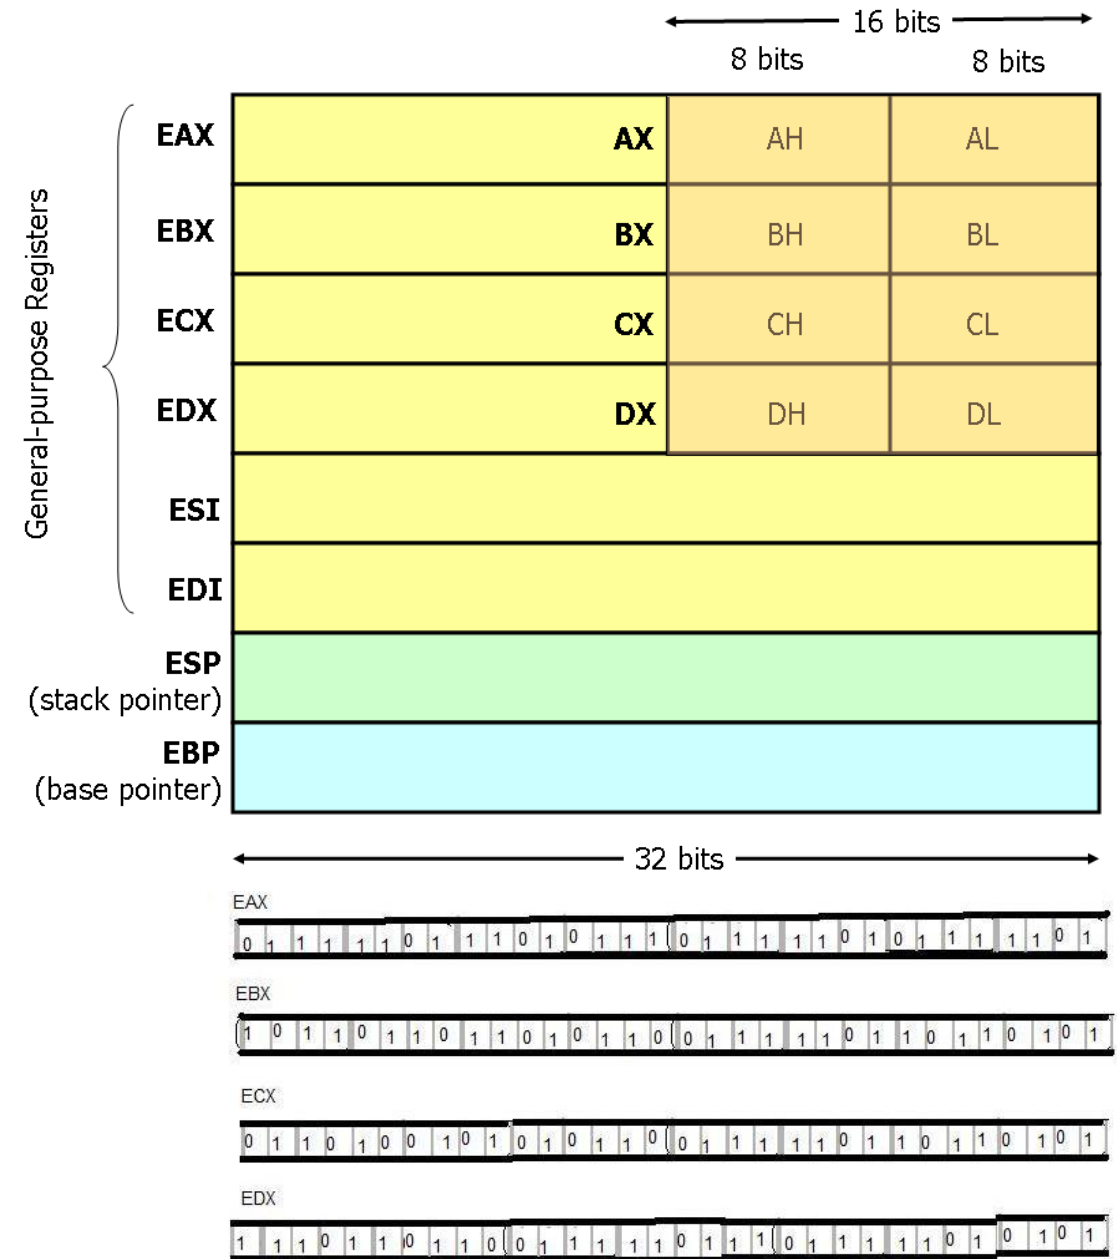 16 bits
8 bits 8 bits
General-purpose Registers
EAX AX AH AL
EBX BX BH BL
ECX CX CH CL
EDX DX DH DL
ESI
EDI
ESP
(stack pointer)
EBP
(base pointer)
32 bits
EAX
0 1 1 1 1 1 0 1 1 1 0 1 0 1 1 1 0 1 1 1 1 1 0 1 0 1 1 1 1 1 0 1
EBX
1 0 1 1 0 1 1 0 1 1 0 1 0 1 1 0 0 1 1 1 1 1 0 1 1 0 1 1 0 1 0 1
ECX
0 1 1 0 1 0 0 1 0 1 0 1 0 1 1 0 0 1 1 1 1 1 0 1 1 0 1 1 0 1 0 1
EDX
1 1 1 0 1 1 0 1 1 0 0 1 1 1 1 1 0 1 1 1 0 1 1 1 1 1 0 1 0 1 0 1